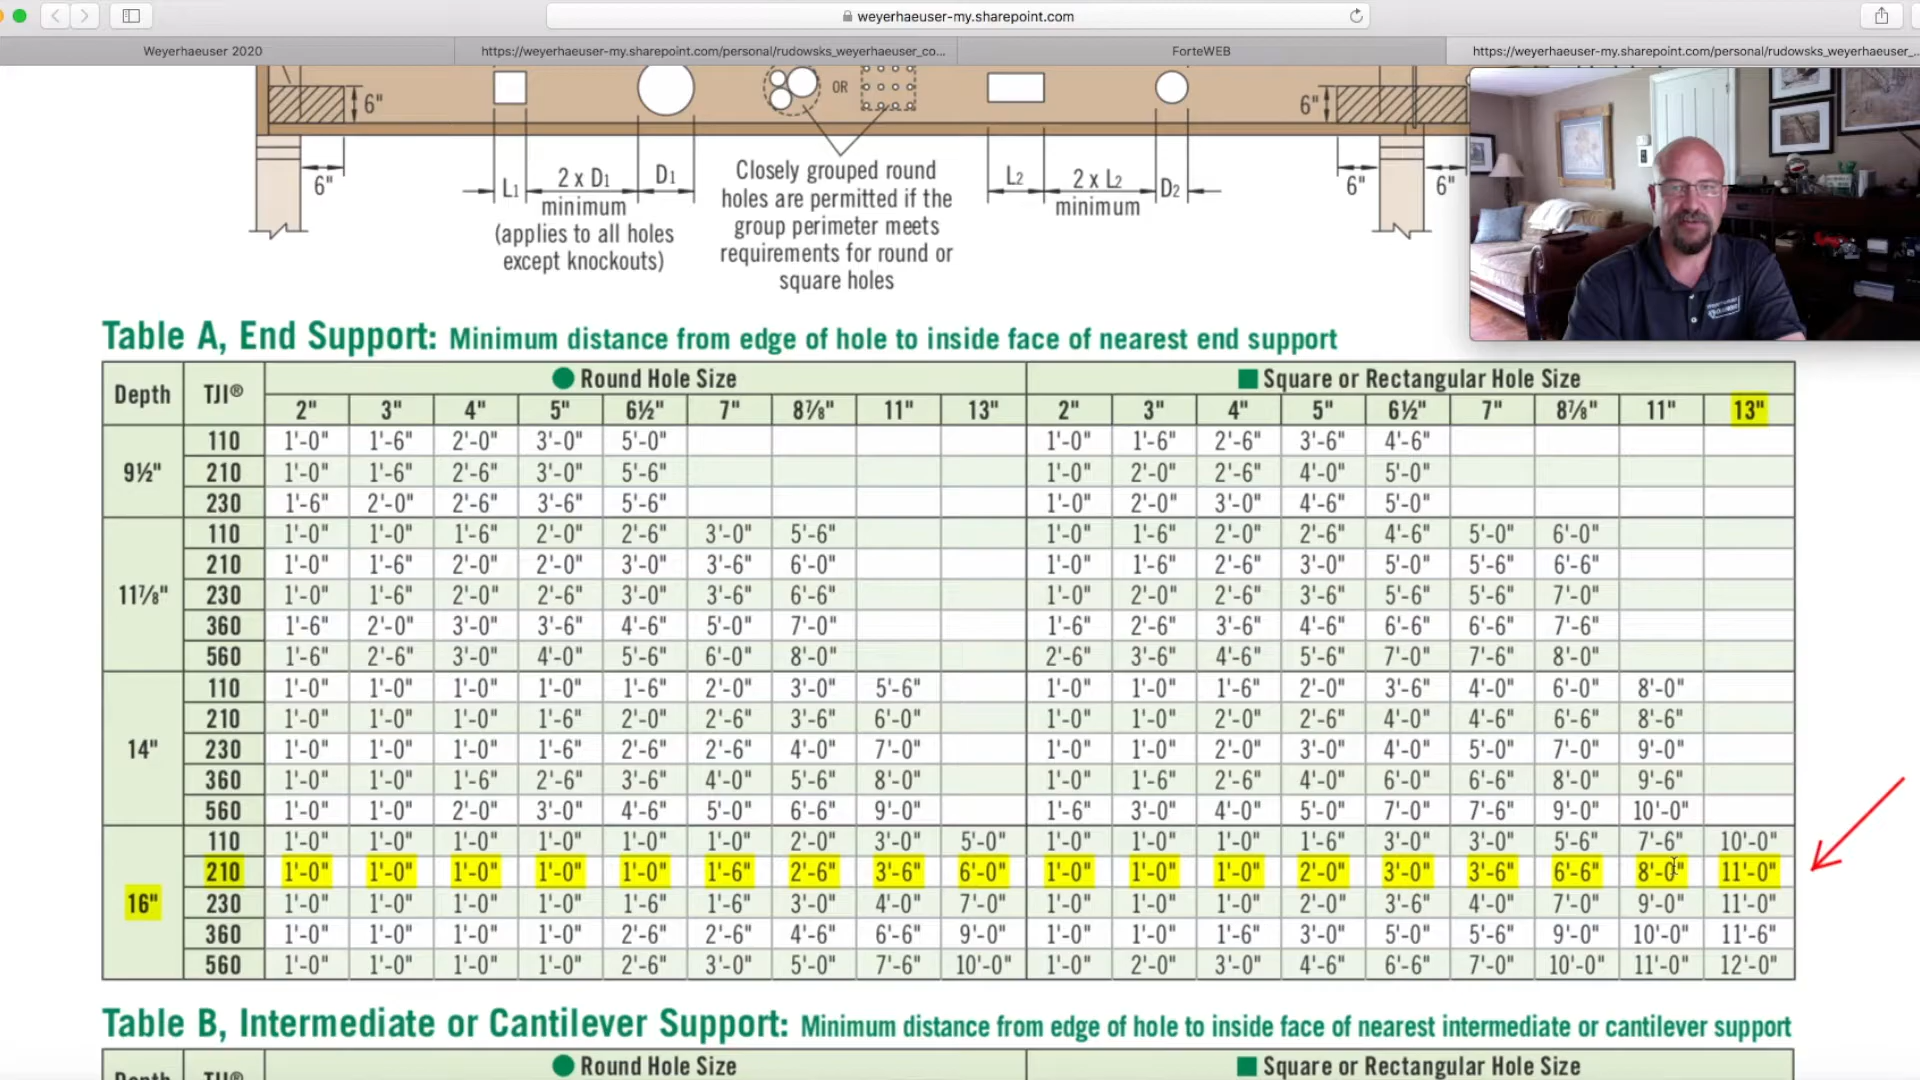 weyerhaeuser-my.sharepoint.com
Weyerhaeuser 2020
https://weyerhaeuser-my.sharepoint.com/personal/rudowsks_weyerhaeuser_co...
ForteWEB
https://weyerhaeuser-my.sharepoint.com/personal/rudowsks_weyerhaeuser_...
6" OR 6"
6" L1 2 x D1 D1 L2 2 x L2 D2 6" 6"
minimum minimum
(applies to all holes
except knockouts)
Closely grouped round
holes are permitted if the
group perimeter meets
requirements for round or
square holes
Table A, End Support: Minimum distance from edge of hole to inside face of nearest end support
Depth TJI® Round Hole Size Square or Rectangular Hole Size
2" 3" 4" 5" 6½" 7" 8⅞" 11" 13" 2" 3" 4" 5" 6½" 7" 8⅞" 11" 13"
9½"
110 1'-0" 1'-6" 2'-0" 3'-0" 5'-0" 1'-0" 1'-6" 2'-6" 3'-6" 4'-6"
210 1'-0" 1'-6" 2'-6" 3'-0" 5'-6" 1'-0" 2'-0" 2'-6" 4'-0" 5'-0"
230 1'-6" 2'-0" 2'-6" 3'-6" 5'-6" 1'-0" 2'-0" 3'-0" 4'-6" 5'-0"
11⅞"
110 1'-0" 1'-0" 1'-6" 2'-0" 2'-6" 3'-0" 5'-6" 1'-0" 1'-6" 2'-0" 2'-6" 4'-6" 5'-0" 6'-0"
210 1'-0" 1'-6" 2'-0" 2'-0" 3'-0" 3'-6" 6'-0" 1'-0" 1'-6" 2'-6" 3'-0" 5'-0" 5'-6" 6'-6"
230 1'-0" 1'-6" 2'-0" 2'-6" 3'-0" 3'-6" 6'-6" 1'-0" 2'-0" 2'-6" 3'-6" 5'-6" 5'-6" 7'-0"
360 1'-6" 2'-0" 3'-0" 3'-6" 4'-6" 5'-0" 7'-0" 1'-6" 2'-6" 3'-6" 4'-6" 6'-6" 6'-6" 7'-6"
560 1'-6" 2'-6" 3'-0" 4'-0" 5'-6" 6'-0" 8'-0" 2'-6" 3'-6" 4'-6" 5'-6" 7'-0" 7'-6" 8'-0"
14"
110 1'-0" 1'-0" 1'-0" 1'-0" 1'-6" 2'-0" 3'-0" 5'-6" 1'-0" 1'-0" 1'-6" 2'-0" 3'-6" 4'-0" 6'-0" 8'-0"
210 1'-0" 1'-0" 1'-0" 1'-6" 2'-0" 2'-6" 3'-6" 6'-0" 1'-0" 1'-0" 2'-0" 2'-6" 4'-0" 4'-6" 6'-6" 8'-6"
230 1'-0" 1'-0" 1'-0" 1'-6" 2'-6" 2'-6" 4'-0" 7'-0" 1'-0" 1'-0" 2'-0" 3'-0" 4'-0" 5'-0" 7'-0" 9'-0"
360 1'-0" 1'-0" 1'-6" 2'-6" 3'-6" 4'-0" 5'-6" 8'-0" 1'-0" 1'-6" 2'-6" 4'-0" 6'-0" 6'-6" 8'-0" 9'-6"
560 1'-0" 1'-0" 2'-0" 3'-0" 4'-6" 5'-0" 6'-6" 9'-0" 1'-6" 3'-0" 4'-0" 5'-0" 7'-0" 7'-6" 9'-0" 10'-0"
16"
110 1'-0" 1'-0" 1'-0" 1'-0" 1'-0" 1'-0" 2'-0" 3'-0" 5'-0" 1'-0" 1'-0" 1'-0" 1'-6" 3'-0" 3'-0" 5'-6" 7'-6" 10'-0"
210 1'-0" 1'-0" 1'-0" 1'-0" 1'-0" 1'-6" 2'-6" 3'-6" 6'-0" 1'-0" 1'-0" 1'-0" 2'-0" 3'-0" 3'-6" 6'-6" 8'-0" 11'-0"
230 1'-0" 1'-0" 1'-0" 1'-0" 1'-6" 1'-6" 3'-0" 4'-0" 7'-0" 1'-0" 1'-0" 1'-0" 2'-0" 3'-6" 4'-0" 7'-0" 9'-0" 11'-0"
360 1'-0" 1'-0" 1'-0" 1'-0" 2'-6" 2'-6" 4'-6" 6'-6" 9'-0" 1'-0" 1'-0" 1'-6" 3'-0" 5'-0" 5'-6" 9'-0" 10'-0" 11'-6"
560 1'-0" 1'-0" 1'-0" 1'-0" 2'-6" 3'-0" 5'-0" 7'-6" 10'-0" 1'-0" 2'-0" 3'-0" 4'-6" 6'-6" 7'-0" 10'-0" 11'-0" 12'-0"
Table B, Intermediate or Cantilever Support: Minimum distance from edge of hole to inside face of nearest intermediate or cantilever support
Depth TJI® Round Hole Size Square or Rectangular Hole Size